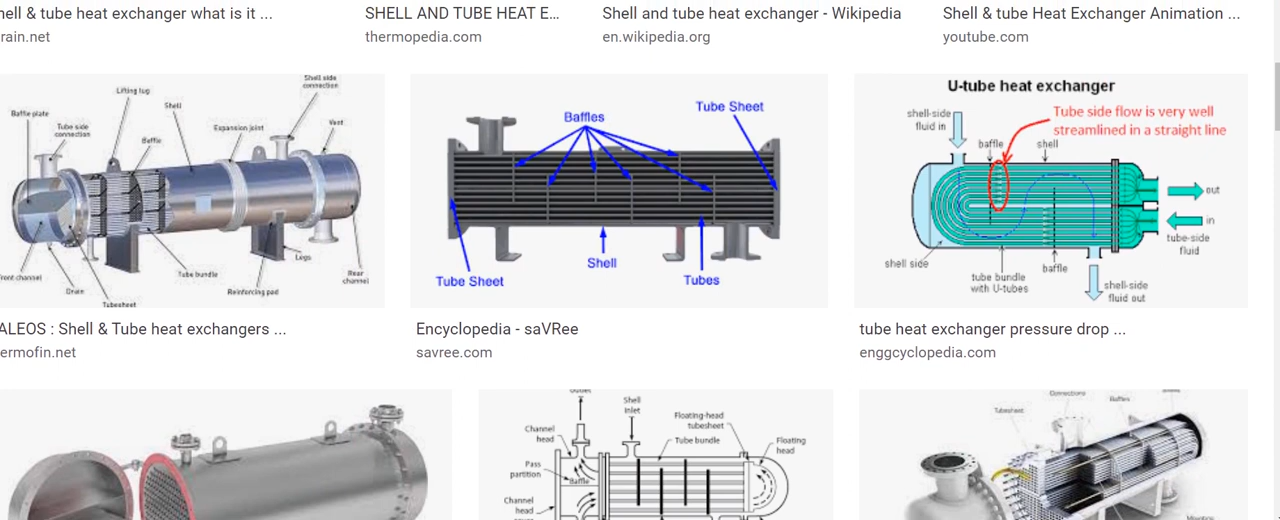 hell & tube heat exchanger what is it ...
rain.net
SHELL AND TUBE HEAT E...
thermopedia.com
Shell and tube heat exchanger - Wikipedia
en.wikipedia.org
Shell & tube Heat Exchanger Animation ...
youtube.com
Baffle plate
Tube side
connection
Lifting lug
Baffle
Shell
Expansion joint
Shell side
connection
Vent
Front channel
Drain
Tubesheet
Tube bundle
Reinforcing pad
Legs
Rear
channel
ALEOS : Shell & Tube heat exchangers ...
ermofin.net
Baffles
Tube Sheet
Tube Sheet
Shell
Tubes
Encyclopedia - saVRee
savree.com
U-tube heat exchanger
shell-side
fluid in
Tube side flow is very well
streamlined in a straight line
baffle
shell
out
in
tube-side
fluid
shell side
tube bundle
with U-tubes
baffle
shell-side
fluid out
tube heat exchanger pressure drop ...
enggcyclopedia.com
Outlet
Shell
inlet
Channel
head
Floating-head
tubesheet
Tube bundle
Floating
head
Pass
partition
Baffle
Channel
head
Connections
Tubesheet
Baffles